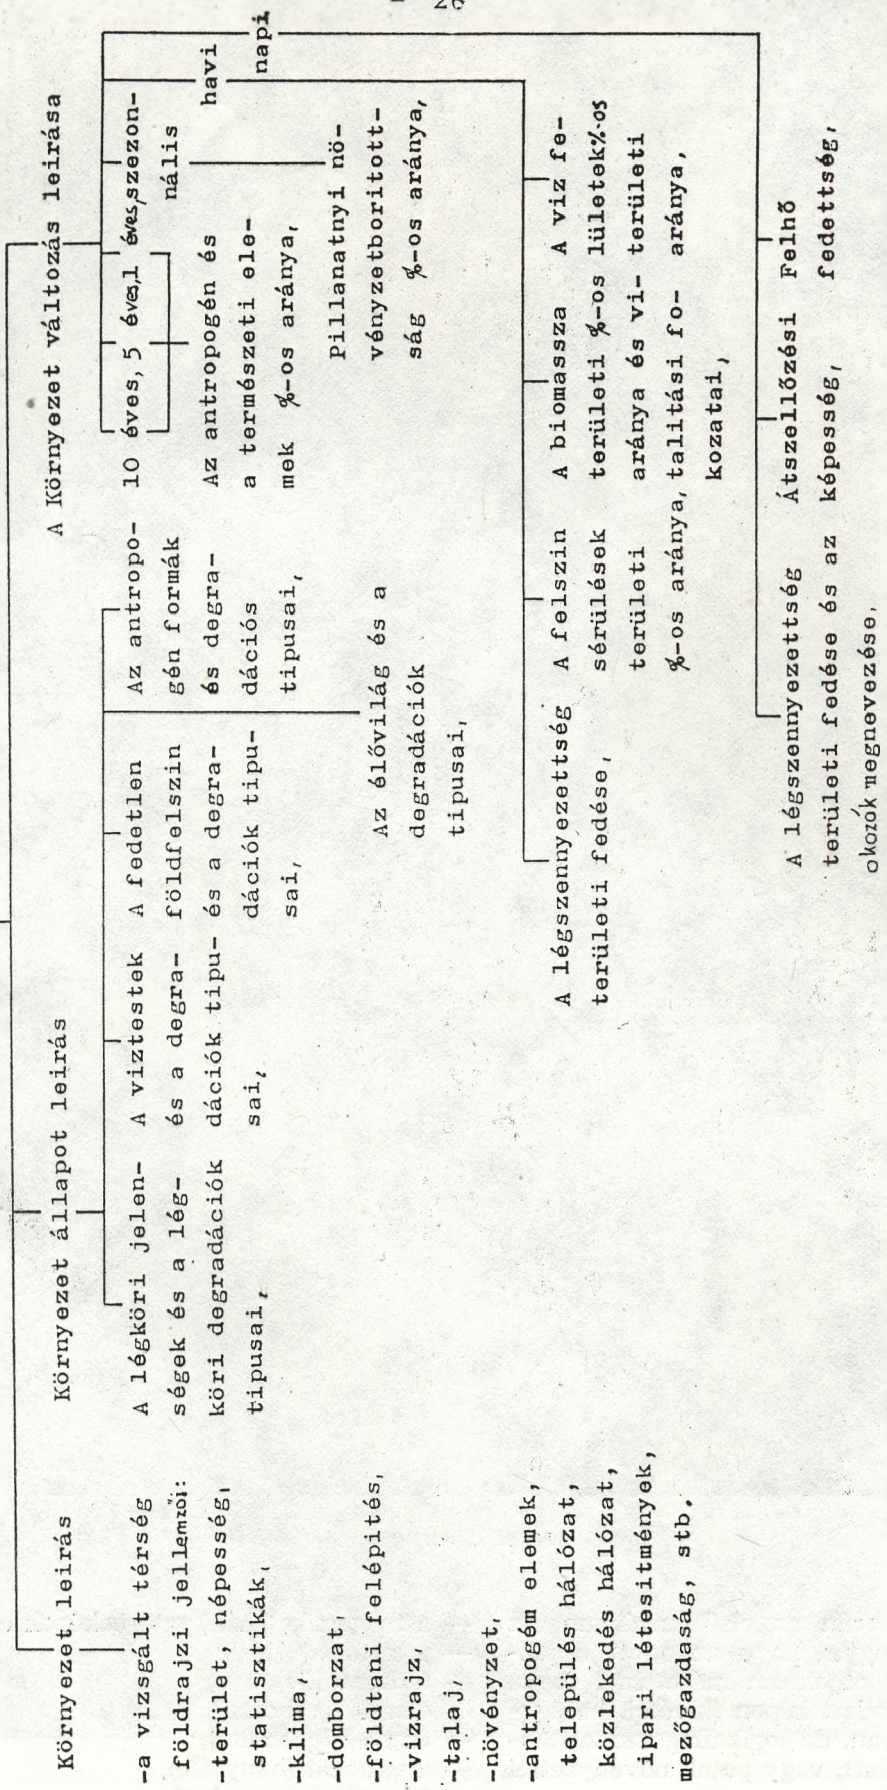 Környezet leirás
-a vizsgált térség
földrajzi jellemzői:
-terület, népesség,
statisztikák,
-klima,
-domborzat,
-földtani felépités,
-vizrajz,
-talaj,
-növényzet,
-antropogém elemek,
település hálózat,
közlekedés hálózat,
ipari létesitmények,
mezőgazdaság, stb.
Környezet állapot leirás
A légköri jelen-
ségek és a lég-
köri degradációk
tipusai,
A viztestek
és a degra-
dációk tipu-
sai,
A fedetlen
földfelszin
és a degra-
dációk tipu-
sai,
Az élővilág és a
degradációk
tipusai,
Az antropo-
gén formák
és degra-
dációs
tipusai,
A Környezet változás leirása
10 éves, 5 éves, 1 éves, szezon-
nális
havi
napi
Az antropogén és
a természeti ele-
mek %-os aránya,
Pillanatnyi nö-
vényzetboritott-
ság %-os aránya,
A légszennyezettség
területi fedése,
A felszin
sérülések
területi
%-os aránya,
A biomassza
területi %-os
aránya és vi-
talitási fo-
kozatai,
A viz fe-
lületek %-os
területi
aránya,
A légszennyezettség
területi fedése és az
okozók megnevezése,
Átszellőzési
képesség,
Felhő
fedettség,